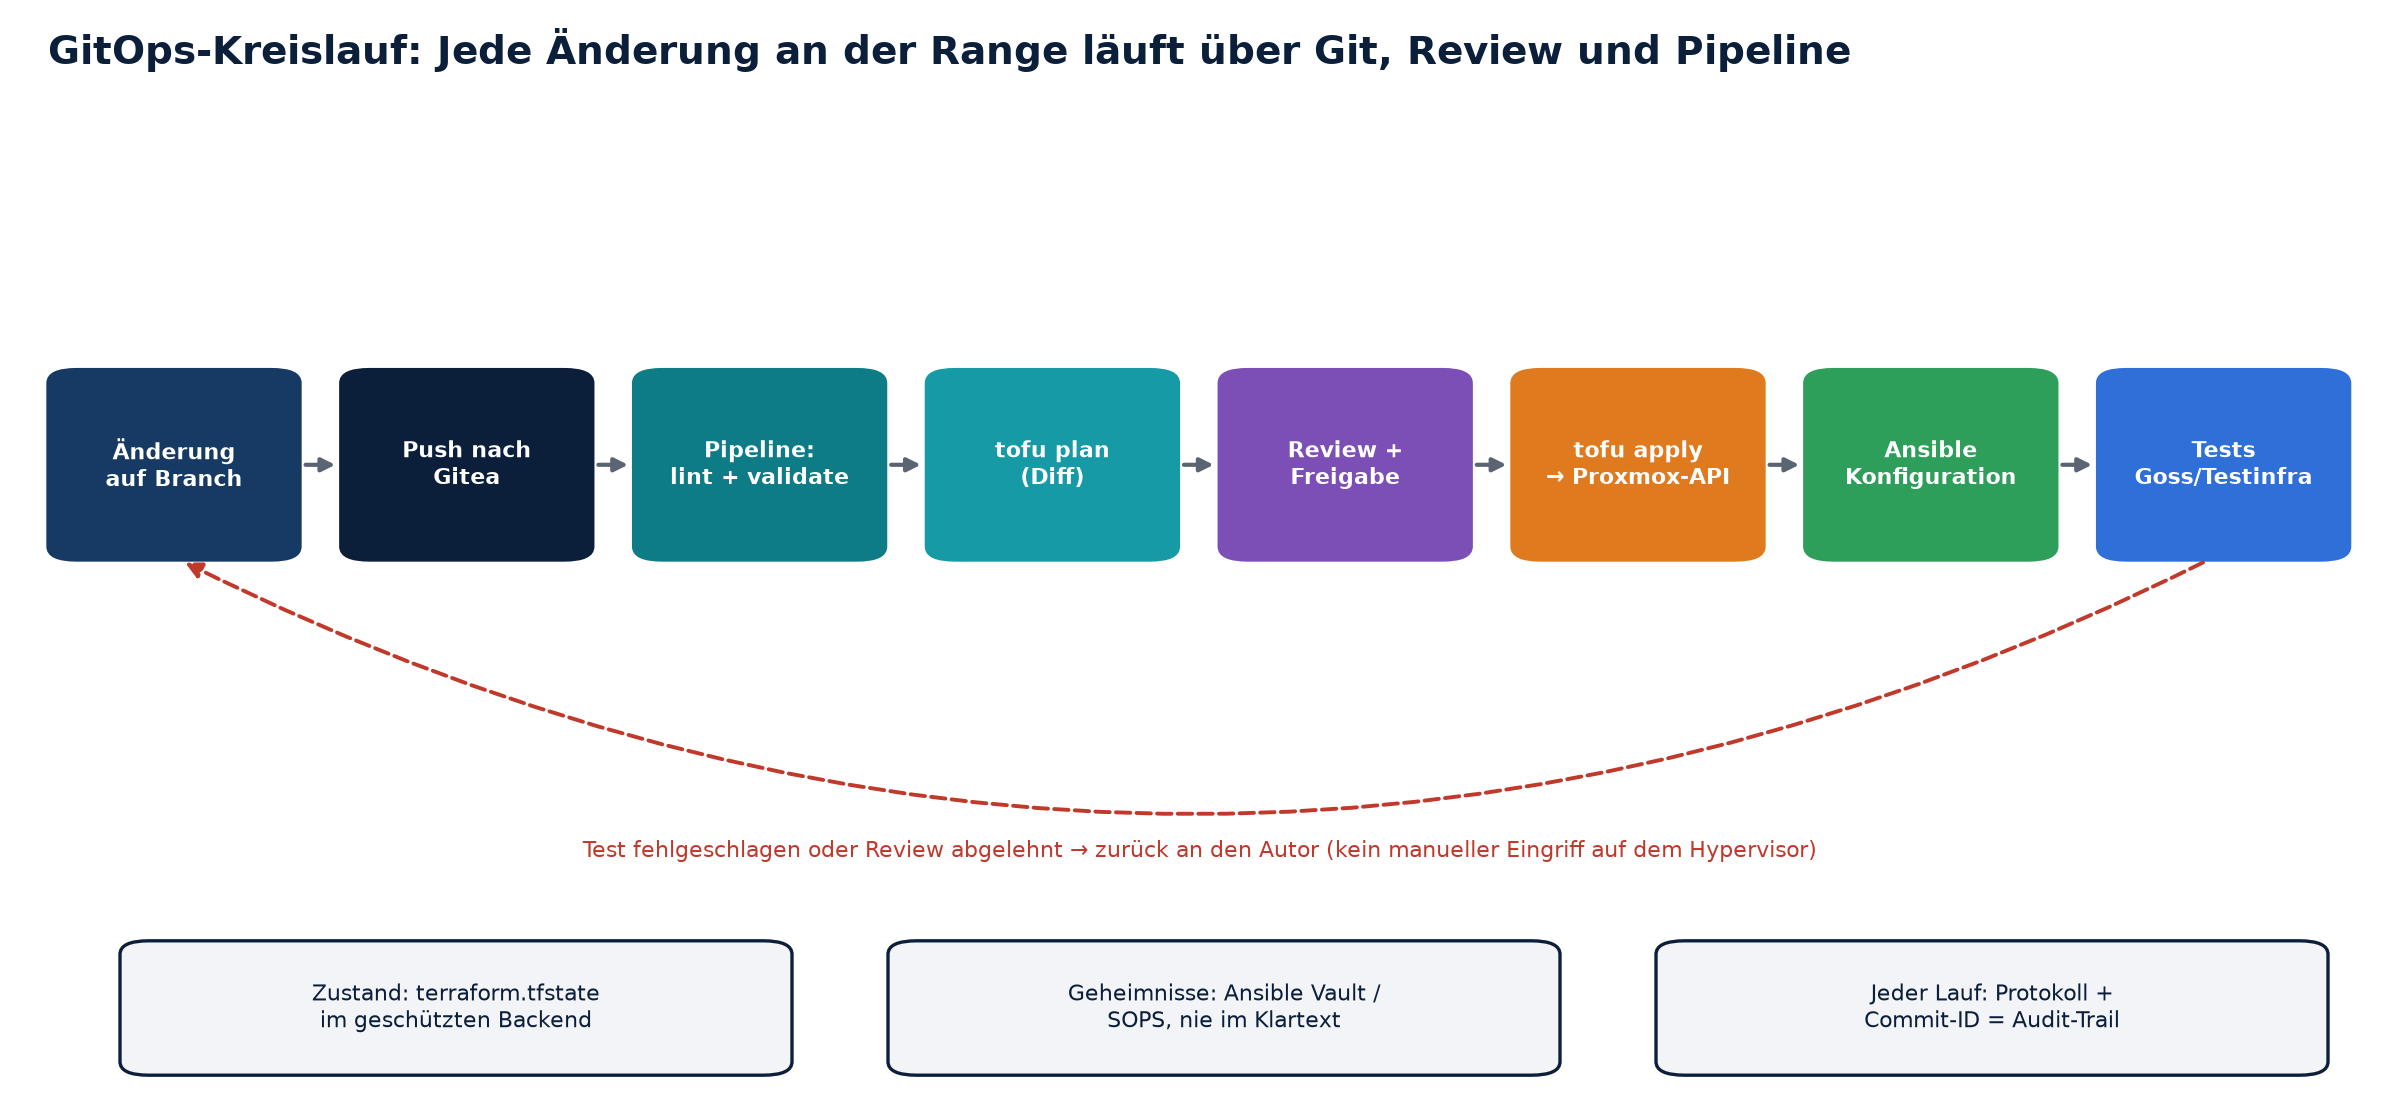 GitOps-Kreislauf: Jede Änderung an der Range läuft über Git, Review und Pipeline
Änderung
auf Branch
Push nach
Gitea
Pipeline:
lint + validate
tofu plan
(Diff)
Review +
Freigabe
tofu apply
→ Proxmox-API
Ansible
Konfiguration
Tests
Goss/Testinfra
Test fehlgeschlagen oder Review abgelehnt → zurück an den Autor (kein manueller Eingriff auf dem Hypervisor)
Zustand: terraform.tfstate
im geschützten Backend
Geheimnisse: Ansible Vault /
SOPS, nie im Klartext
Jeder Lauf: Protokoll +
Commit-ID = Audit-Trail